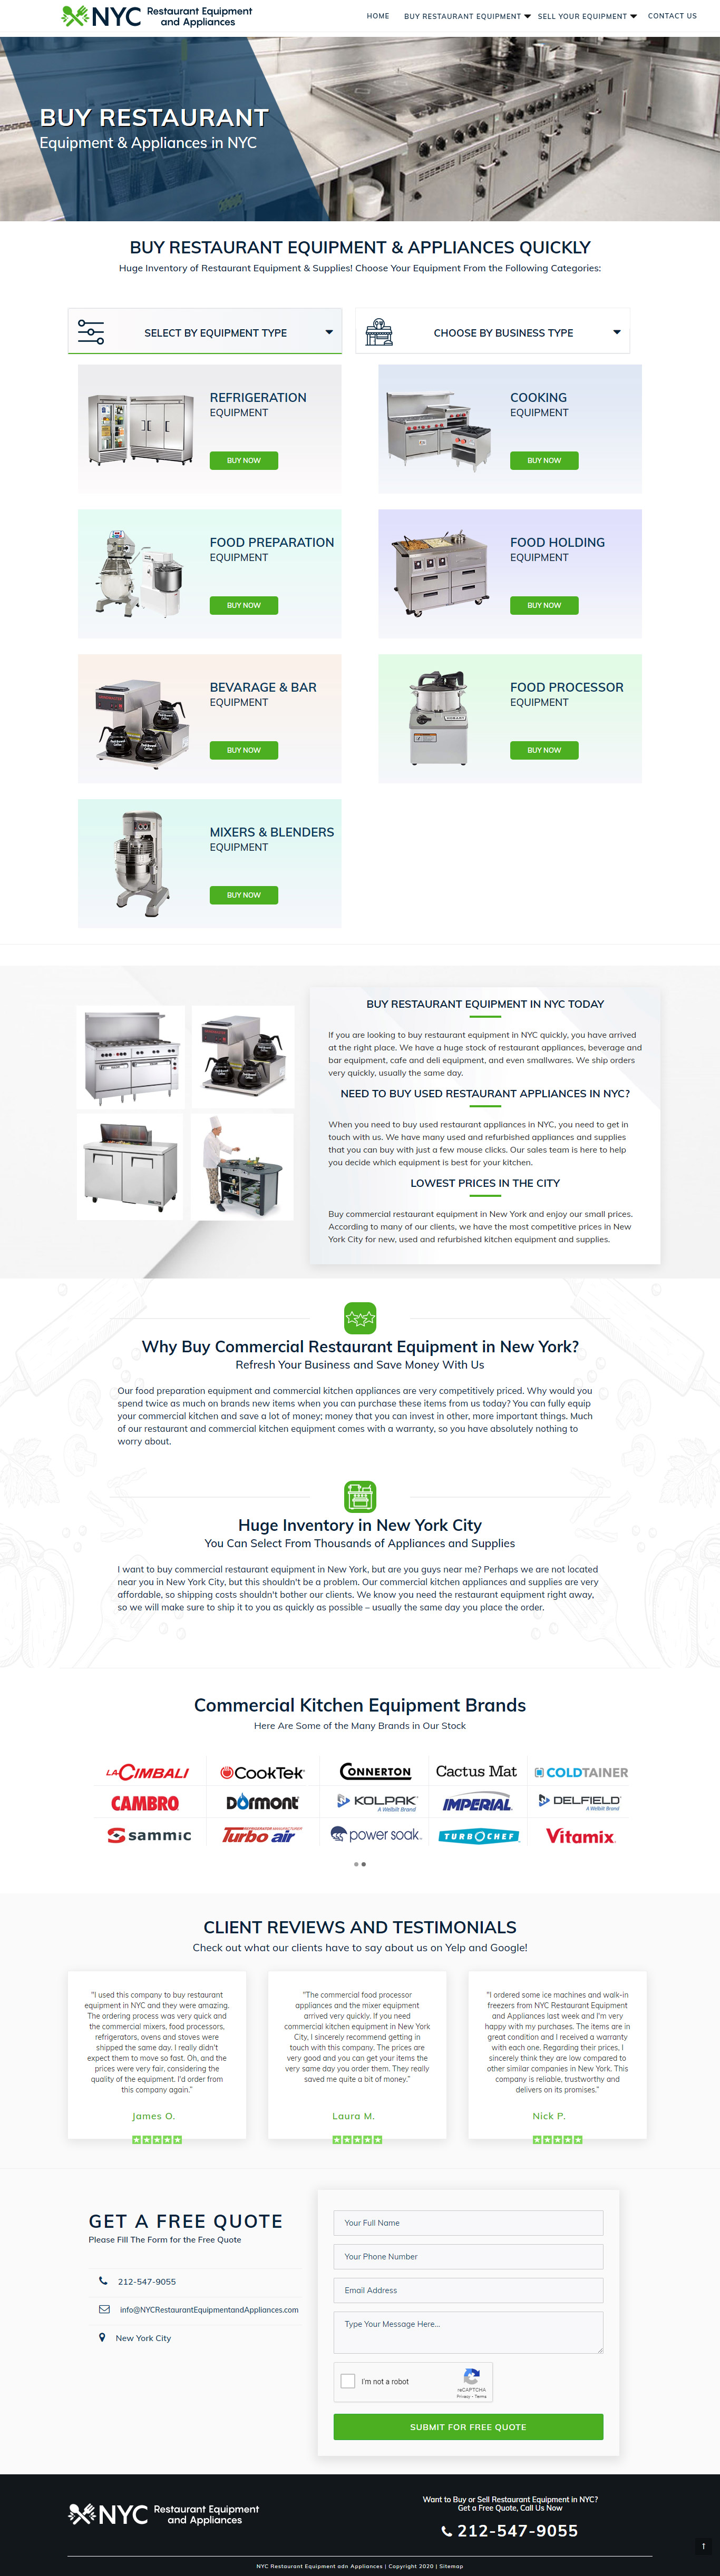 NYC Restaurant Equipment
and Appliances
HOME BUY RESTAURANT EQUIPMENT SELL YOUR EQUIPMENT CONTACT US
BUY RESTAURANT
Equipment & Appliances in NYC
BUY RESTAURANT EQUIPMENT & APPLIANCES QUICKLY
Huge Inventory of Restaurant Equipment & Supplies! Choose Your Equipment From the Following Categories:
SELECT BY EQUIPMENT TYPE
CHOOSE BY BUSINESS TYPE
REFRIGERATION
EQUIPMENT
BUY NOW
COOKING
EQUIPMENT
BUY NOW
FOOD PREPARATION
EQUIPMENT
BUY NOW
FOOD HOLDING
EQUIPMENT
BUY NOW
BEVARAGE & BAR
EQUIPMENT
BUY NOW
FOOD PROCESSOR
EQUIPMENT
BUY NOW
MIXERS & BLENDERS
EQUIPMENT
BUY NOW
BUY RESTAURANT EQUIPMENT IN NYC TODAY
If you are looking to buy restaurant equipment in NYC quickly, you have arrived
at the right place. We have a huge stock of restaurant appliances, beverage and
bar equipment, cafe and deli equipment, and even smallwares. We ship orders
very quickly, usually the same day.
NEED TO BUY USED RESTAURANT APPLIANCES IN NYC?
When you need to buy used restaurant appliances in NYC, you need to get in
touch with us. We have many used and refurbished appliances and supplies
that you can buy with just a few mouse clicks. Our sales team is here to help
you decide which equipment is best for your kitchen.
LOWEST PRICES IN THE CITY
Buy commercial restaurant equipment in New York and enjoy our small prices.
According to many of our clients, we have the most competitive prices in New
York City for new, used and refurbished kitchen equipment and supplies.
Why Buy Commercial Restaurant Equipment in New York?
Refresh Your Business and Save Money With Us
Our food preparation equipment and commercial kitchen appliances are very competitively priced. Why would you
spend twice as much on brands new items when you can purchase these items from us today? You can fully equip
your commercial kitchen and save a lot of money; money that you can invest in other, more important things. Much
of our restaurant and commercial kitchen equipment comes with a warranty, so you have absolutely nothing to
worry about.
Huge Inventory in New York City
You Can Select From Thousands of Appliances and Supplies
I want to buy commercial restaurant equipment in New York, but are you guys near me? Perhaps we are not located
near you in New York City, but this shouldn't be a problem. Our commercial kitchen appliances and supplies are very
affordable, so shipping costs shouldn't bother our clients. We know you need the restaurant equipment right away,
so we will make sure to ship it to you as quickly as possible – usually the same day you place the order.
Commercial Kitchen Equipment Brands
Here Are Some of the Many Brands in Our Stock
LACIMBALI CookTek CONNERTON Cactus Mat COLDTAINER
CAMBRO DORMONT KOLPAK A Welbilt Brand IMPERIAL DELFIELD A Welbilt Brand
sammic Turbo air power soak TURBOCHEF Vitamix
CLIENT REVIEWS AND TESTIMONIALS
Check out what our clients have to say about us on Yelp and Google!
"I used this company to buy restaurant
equipment in NYC and they were amazing.
The ordering process was very quick and
the commercial mixers, food processors,
refrigerators, ovens and stoves were
shipped the same day. I really didn't
expect them to move so fast. Oh, and the
prices were very fair, considering the
quality of the equipment. I'd order from
this company again."
James O.
"The commercial food processor
appliances and the mixer equipment
arrived very quickly. If you need
commercial kitchen equipment in New York
City, I sincerely recommend getting in
touch with this company. The prices are
very good and you can get your items the
very same day you order them. They really
saved me quite a bit of money."
Laura M.
"I ordered some ice machines and walk-in
freezers from NYC Restaurant Equipment
and Appliances last week and I'm very
happy with my purchases. The items are in
great condition and I received a warranty
with each one. Regarding their prices, I
sincerely think they are low compared to
other similar companies in New York. This
company is reliable, trustworthy and
delivers on its promises."
Nick P.
GET A FREE QUOTE
Please Fill The Form for the Free Quote
212-547-9055
info@NYCRestaurantEquipmentandAppliances.com
New York City
Your Full Name
Your Phone Number
Email Address
Type Your Message Here...
I'm not a robot
reCAPTCHA
Privacy - Terms
SUBMIT FOR FREE QUOTE
NYC Restaurant Equipment
and Appliances
Want to Buy or Sell Restaurant Equipment in NYC?
Get a Free Quote, Call Us Now
212-547-9055
NYC Restaurant Equipment adn Appliances | Copyright 2020 | Sitemap